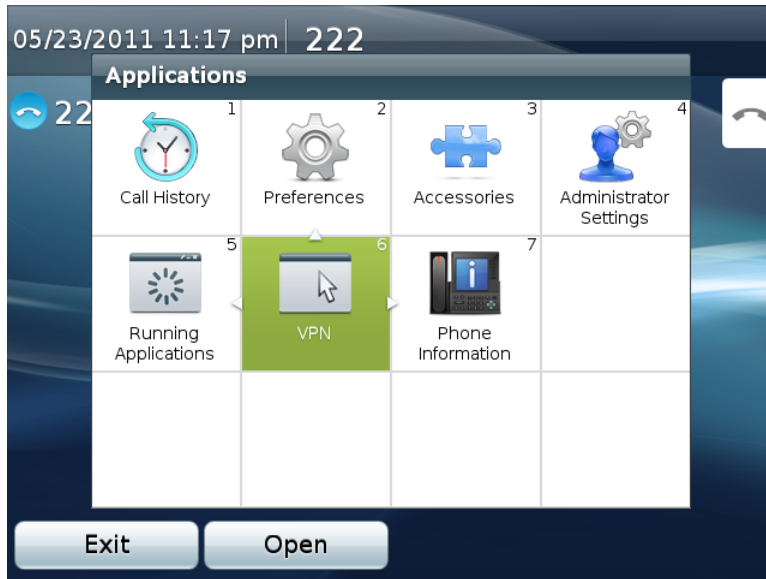 05/23/2011 11:17 pm 222
Applications
22
1
2
3
4
Call History
Preferences
Accessories
Administrator
Settings
5
6
7
Running
Applications
VPN
Phone
Information
Exit
Open